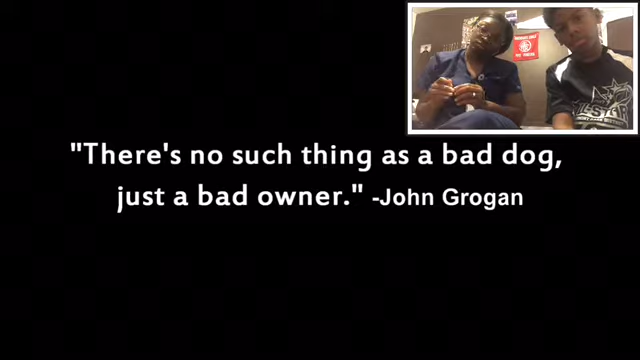 "There's no such thing as a bad dog,
just a bad owner." -John Grogan